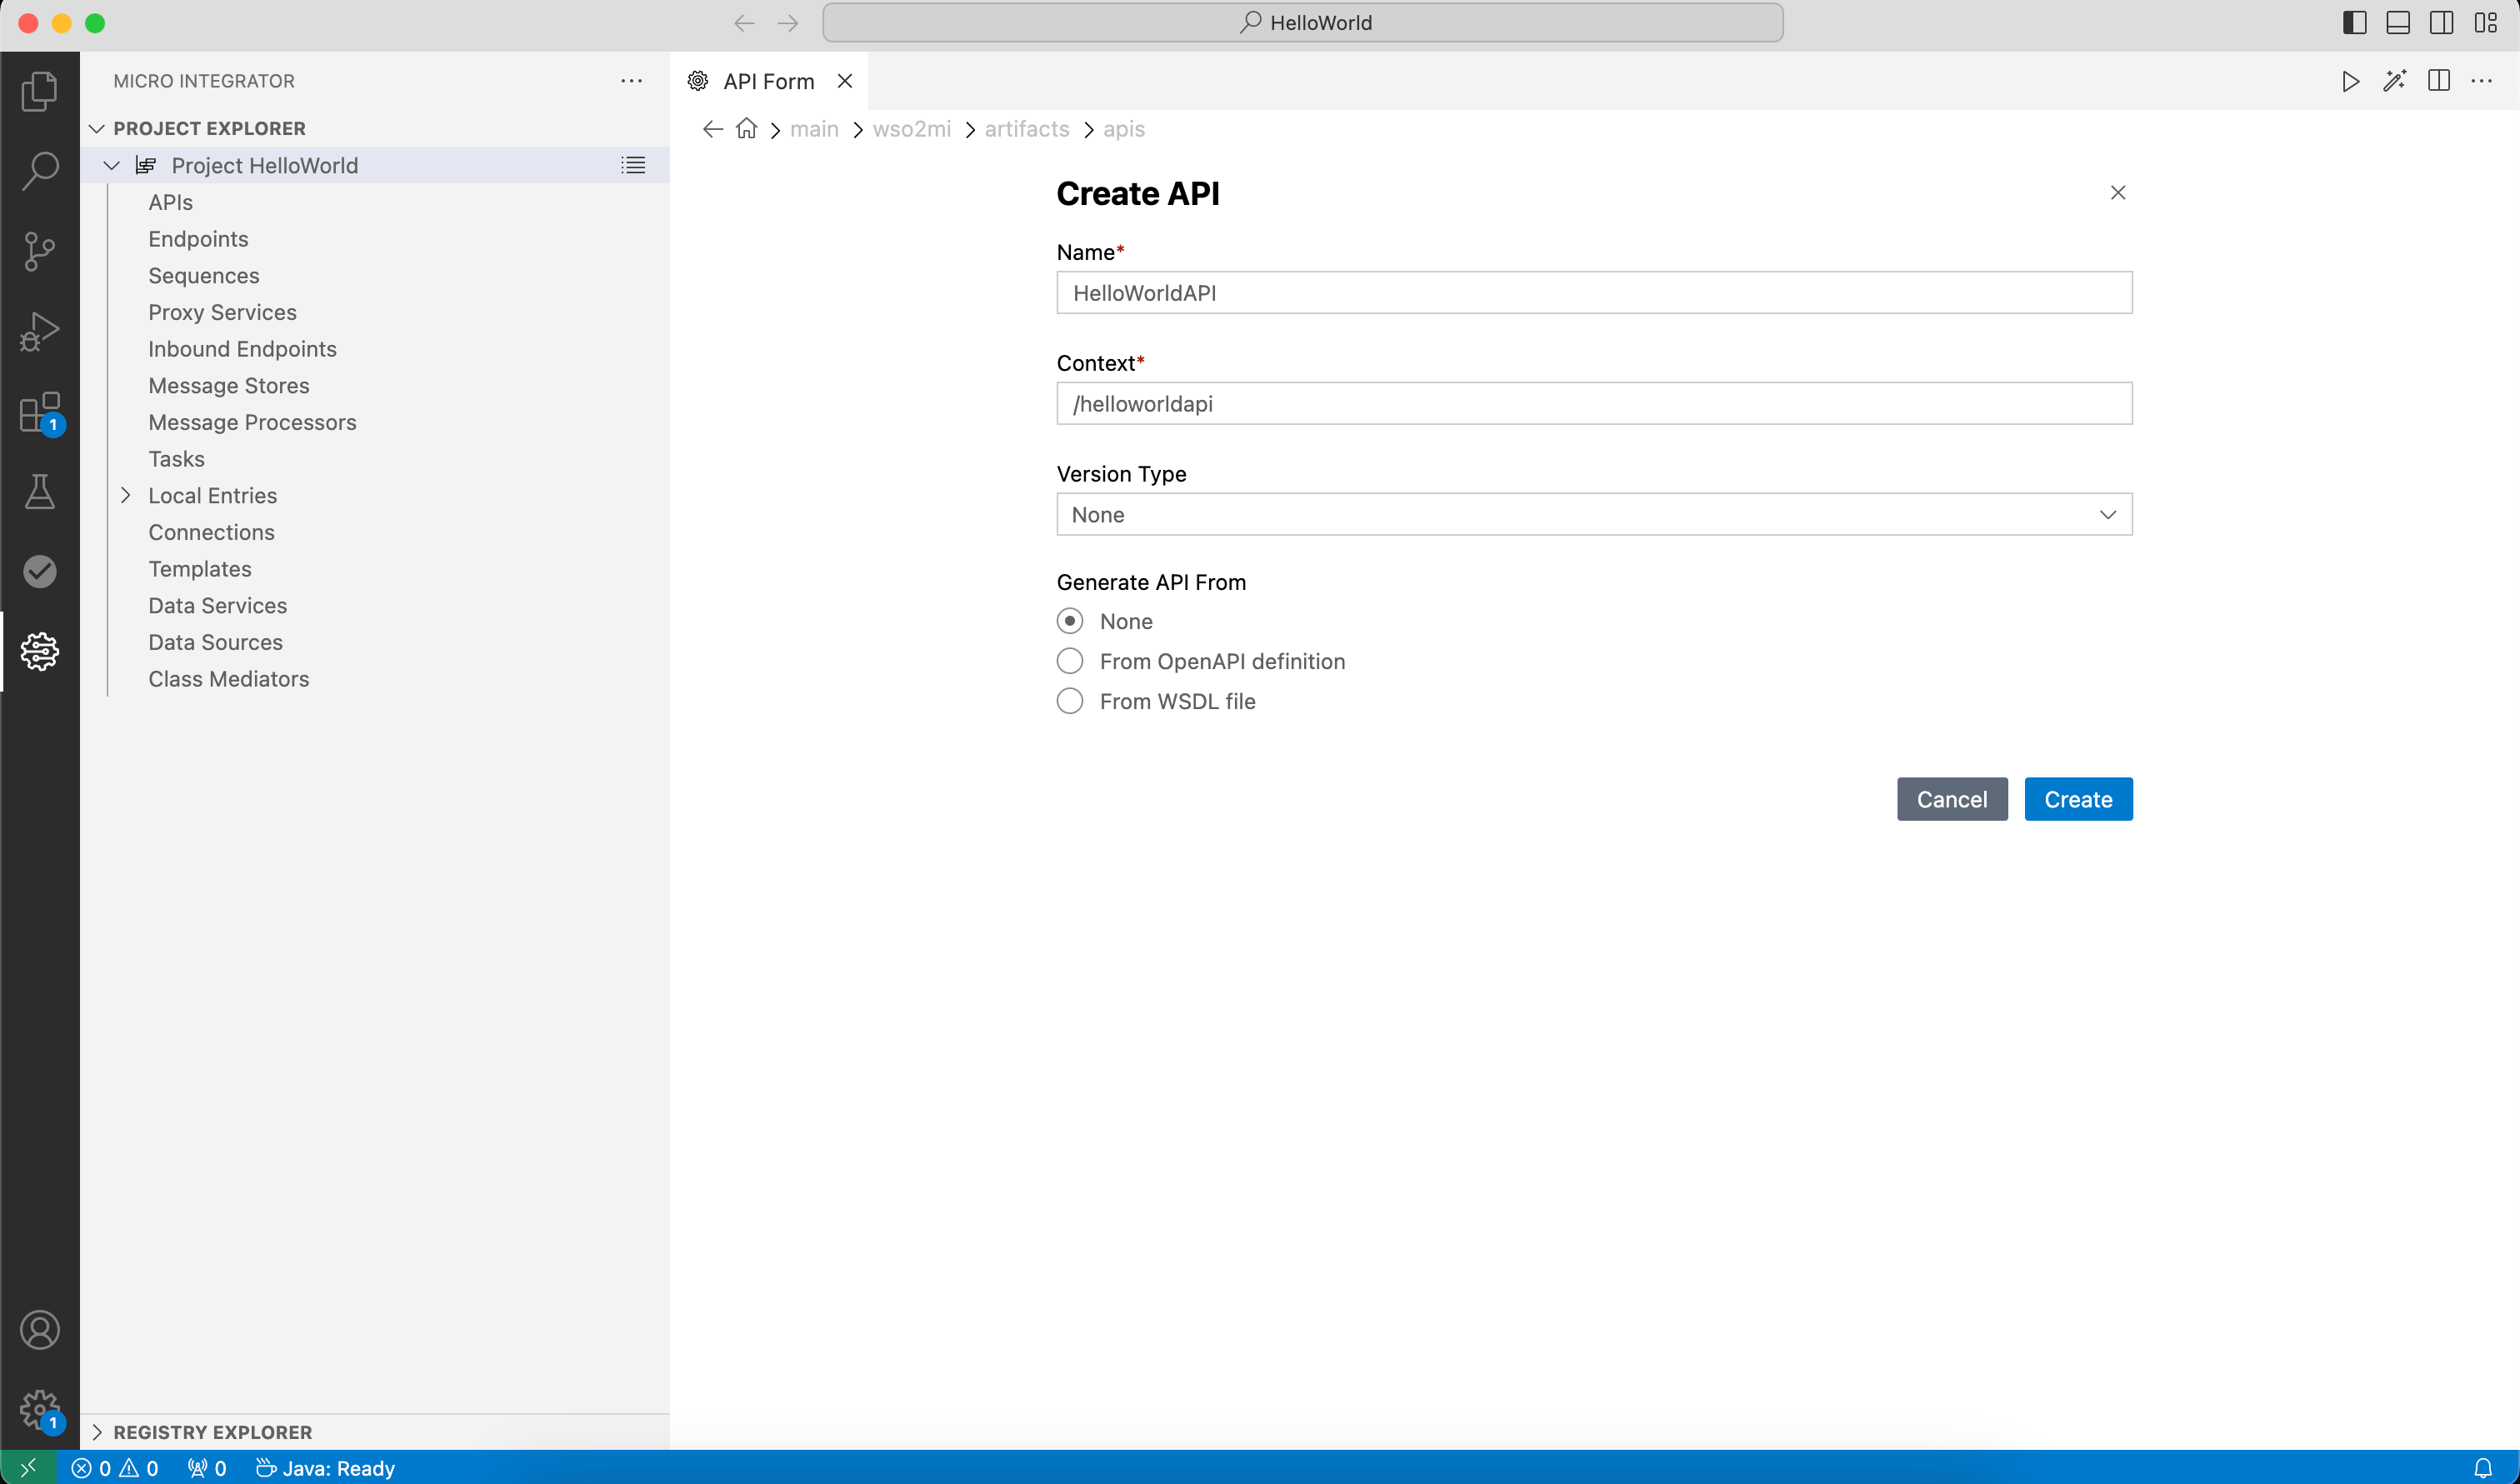 HelloWorld
MICRO INTEGRATOR
PROJECT EXPLORER
Project HelloWorld
APIs
Endpoints
Sequences
Proxy Services
Inbound Endpoints
Message Stores
Message Processors
Tasks
Local Entries
Connections
Templates
Data Services
Data Sources
Class Mediators
REGISTRY EXPLORER
1
1
API Form
main > wso2mi > artifacts > apis
Create API
Name*
HelloWorldAPI
Context*
/helloworldapi
Version Type
None
Generate API From
None
From OpenAPI definition
From WSDL file
Cancel Create
0 0 0 Java: Ready